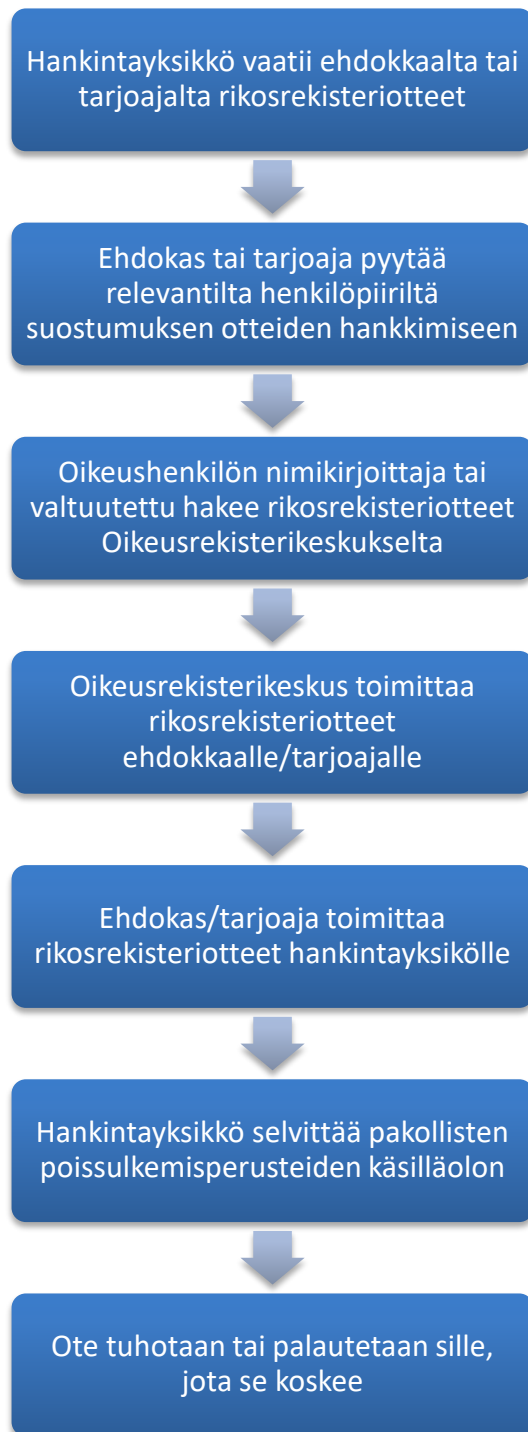 Hankintayksikkö vaatii ehdokkaalta tai
tarjoajalta rikosrekisteriotteet
Ehdokas tai tarjoaja pyytää
relevantilta henkilöpiiriltä
suostumuksen otteiden hankkimiseen
Oikeushenkilön nimikirjoittaja tai
valtuutettu hakee rikosrekisteriotteet
Oikeusrekisterikeskukselta
Oikeusrekisterikeskus toimittaa
rikosrekisteriotteet
ehdokkaalle/tarjoajalle
Ehdokas/tarjoaja toimittaa
rikosrekisteriotteet hankintayksikölle
Hankintayksikkö selvittää pakollisten
poissulkemisperusteiden käsilläolon
Ote tuhotaan tai palautetaan sille,
jota se koskee